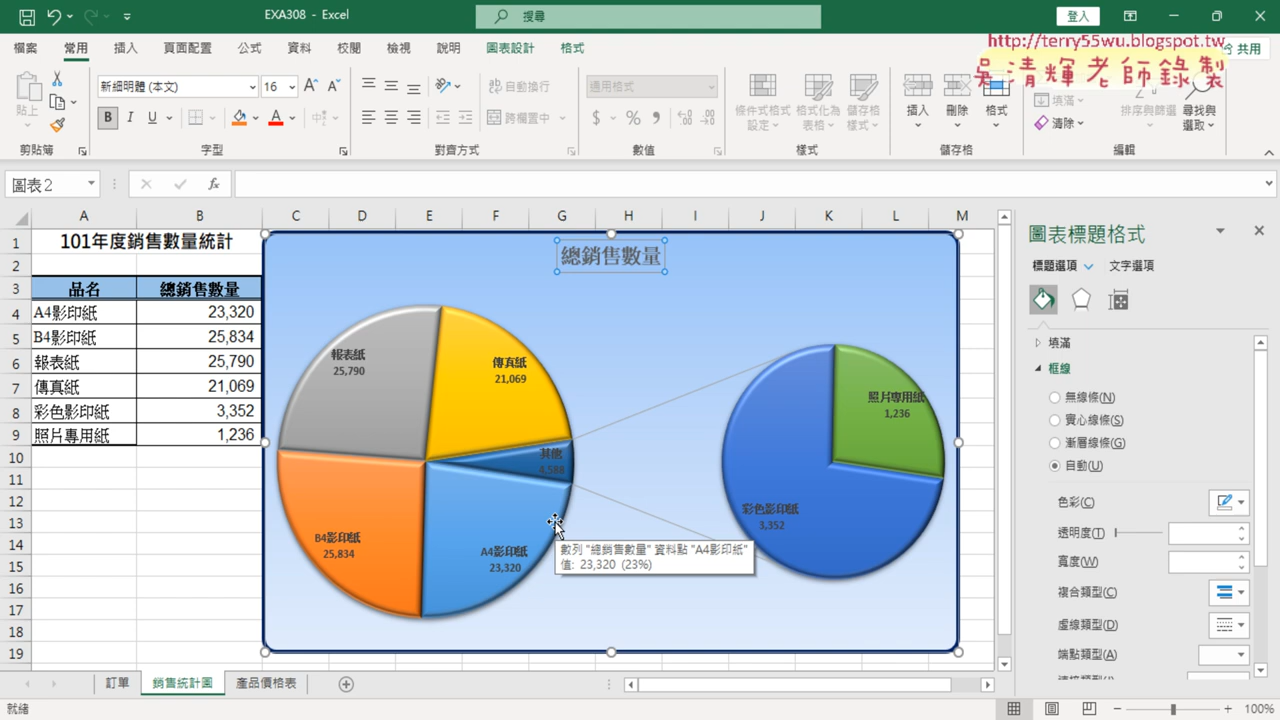 EXA308 - Excel
搜尋
登入
http://terry55wu.blogspot.tw
吳清輝老師錄製
檔案 常用 插入 頁面配置 公式 資料 校閱 檢視 說明 圖表設計 格式 共用
貼上
新細明體 (本文) 16
B I U
自動換行
跨欄置中
通用格式
$ %
條件式格式設定
格式化為表格
儲存格樣式
插入 刪除 格式
填滿
清除
排序與篩選
尋找與選取
剪貼簿 字型 對齊方式 數值 樣式 儲存格 編輯
圖表2
fx
A B C D E F G H I J K L M
1 101年度銷售數量統計
2
3 品名 總銷售數量
4 A4影印紙 23,320
5 B4影印紙 25,834
6 報表紙 25,790
7 傳真紙 21,069
8 彩色影印紙 3,352
9 照片專用紙 1,236
10
11
12
13
14
15
16
17
18
19
總銷售數量
報表紙
25,790
傳真紙
21,069
其他
4,588
B4影印紙
25,834
A4影印紙
23,320
照片專用紙
1,236
彩色影印紙
3,352
數列 "總銷售數量" 資料點 "A4影印紙"
值: 23,320 (23%)
圖表標題格式
標題選項 文字選項
填滿
框線
無線條(N)
實心線條(S)
漸層線條(G)
自動(U)
色彩(C)
透明度(T)
寬度(W)
複合類型(C)
虛線類型(D)
端點類型(A)
訂單 銷售統計圖 產品價格表
就緒
100%